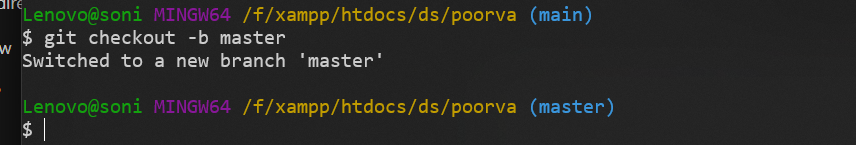 dire
Lenovo@soni MINGW64 /f/xampp/htdocs/ds/poorva (main)
$ git checkout -b master
w
Switched to a new branch 'master'
Lenovo@soni MINGW64 /f/xampp/htdocs/ds/poorva (master)
$